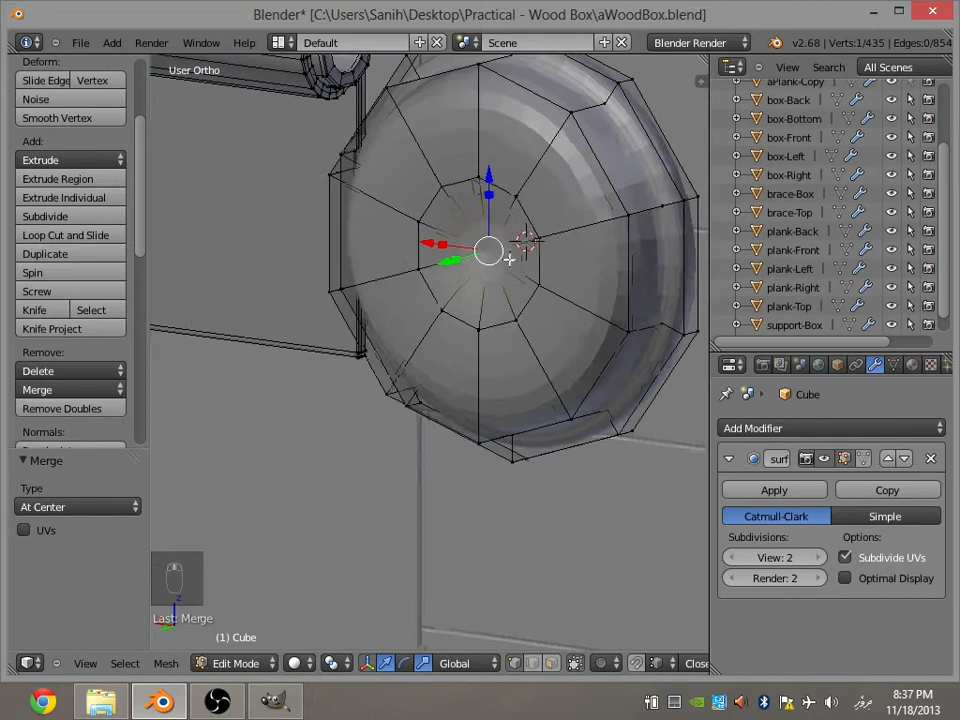 Blender* [C:\Users\Sanih\Desktop\Practical - Wood Box\aWoodBox.blend]
File Add Render Window Help Default Scene Blender Render v2.68 | Verts:1/435 | Edges:0/854
Deform:
Slide Edge Vertex
Noise
Smooth Vertex
Add:
Extrude
Extrude Region
Extrude Individual
Subdivide
Loop Cut and Slide
Duplicate
Spin
Screw
Knife Select
Knife Project
Remove:
Delete
Merge
Remove Doubles
Normals:
Merge
Type
At Center
UVs
User Ortho
z
Last: Merge
(1) Cube
View Select Mesh Edit Mode Global Close
View Search All Scenes
aPlank-Copy
box-Back
box-Bottom
box-Front
box-Left
box-Right
brace-Box
brace-Top
plank-Back
plank-Front
plank-Left
plank-Right
plank-Top
support-Box
Cube
Add Modifier
surf
Apply Copy
Catmull-Clark Simple
Subdivisions: Options:
View: 2 Subdivide UVs
Render: 2 Optimal Display
8:37 PM
11/18/2013